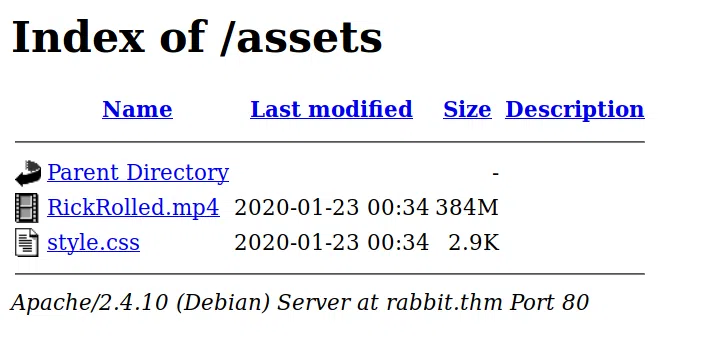 Index of /assets
Name Last modified Size Description
Parent Directory -
RickRolled.mp4 2020-01-23 00:34 384M
style.css 2020-01-23 00:34 2.9K
Apache/2.4.10 (Debian) Server at rabbit.thm Port 80